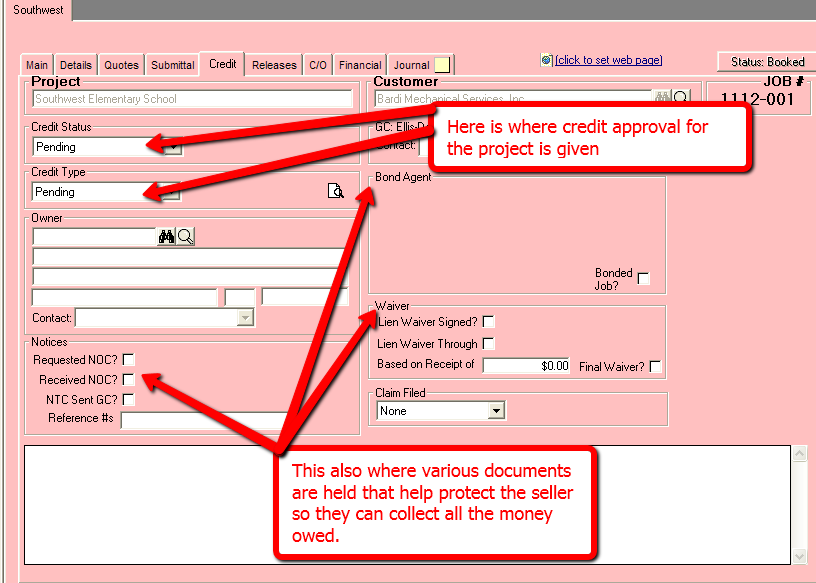 Southwest
Main Details Quotes Submittal Credit Releases C/O Financial Journal
(click to set web page)
Status: Booked
Project
Customer
JOB #
Southwest Elementary School
Bardi Mechanical Services, Inc.
1112-001
Credit Status
GC: Ellis-D
Pending
Contact:
Here is where credit approval for
the project is given
Credit Type
Pending
Bond Agent
Bonded
Job?
Owner
Contact:
Waiver
Lien Waiver Signed?
Lien Waiver Through
Based on Receipt of $0.00 Final Waiver?
Notices
Requested NOC?
Received NOC?
NTC Sent GC?
Reference #s
Claim Filed
None
This also where various documents
are held that help protect the seller
so they can collect all the money
owed.